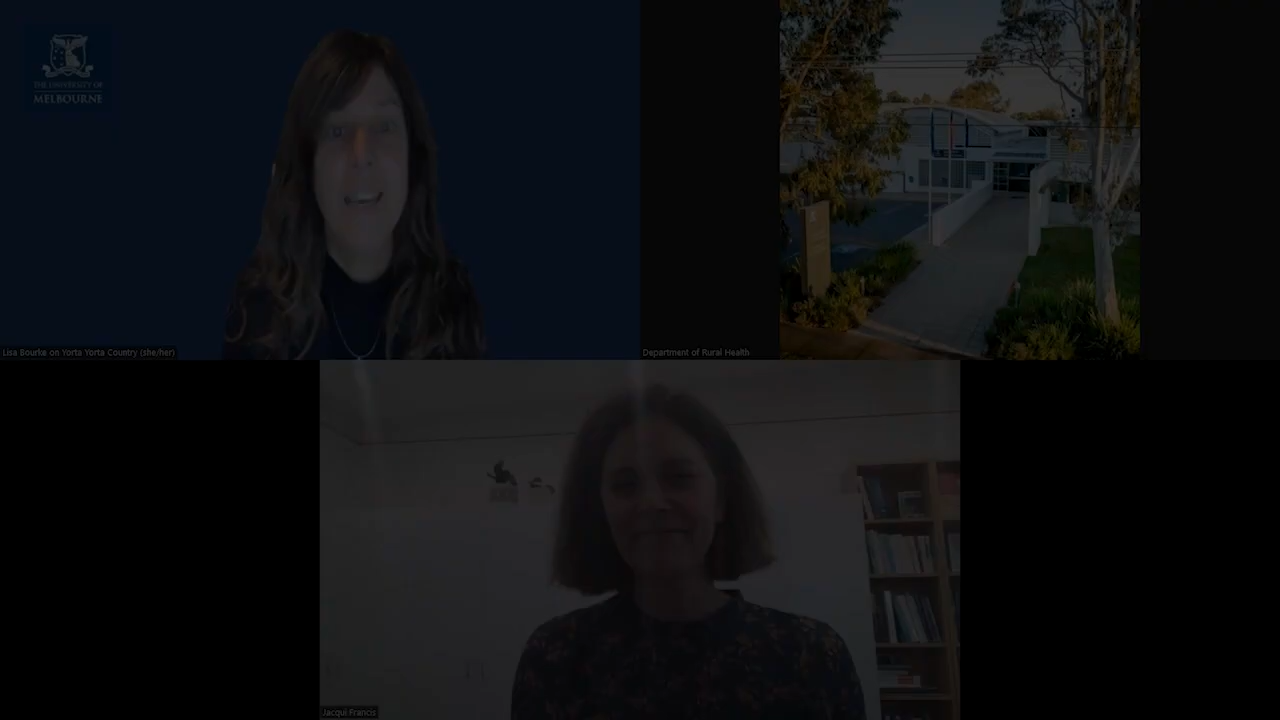 THE UNIVERSITY OF
MELBOURNE
Lisa Bourke on Yorta Yorta Country (she/her)
Department of Rural Health
Jacqui Francis